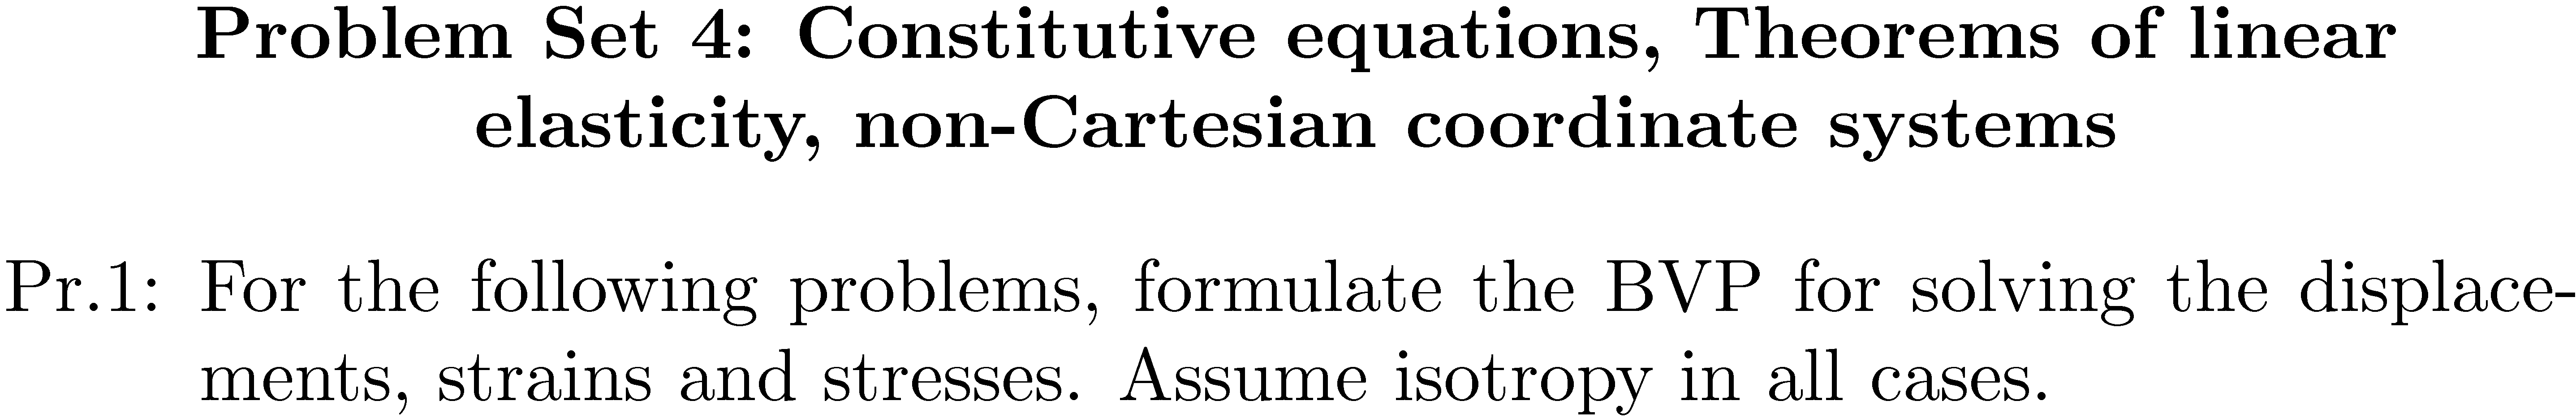 Problem Set 4: Constitutive equations, Theorems of linear
elasticity, non-Cartesian coordinate systems
Pr.1: For the following problems, formulate the BVP for solving the displace-
ments, strains and stresses. Assume isotropy in all cases.